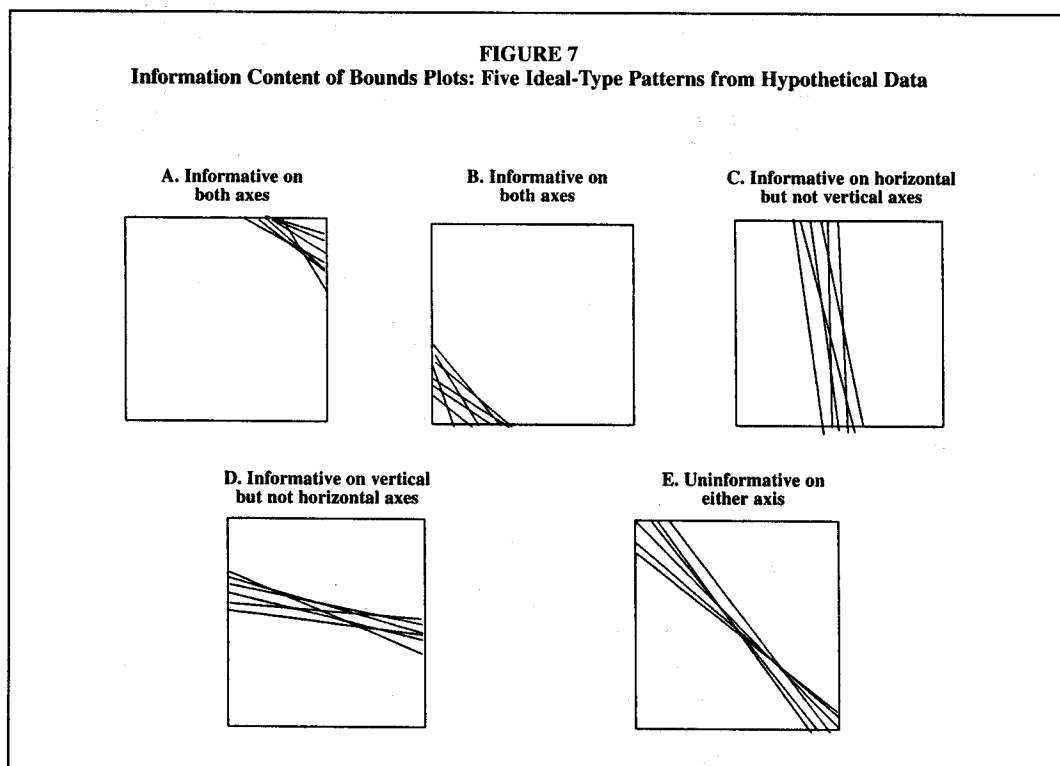 FIGURE 7
Information Content of Bounds Plots: Five Ideal-Type Patterns from Hypothetical Data
A. Informative on
both axes
B. Informative on
both axes
C. Informative on horizontal
but not vertical axes
D. Informative on vertical
but not horizontal axes
E. Uninformative on
either axis